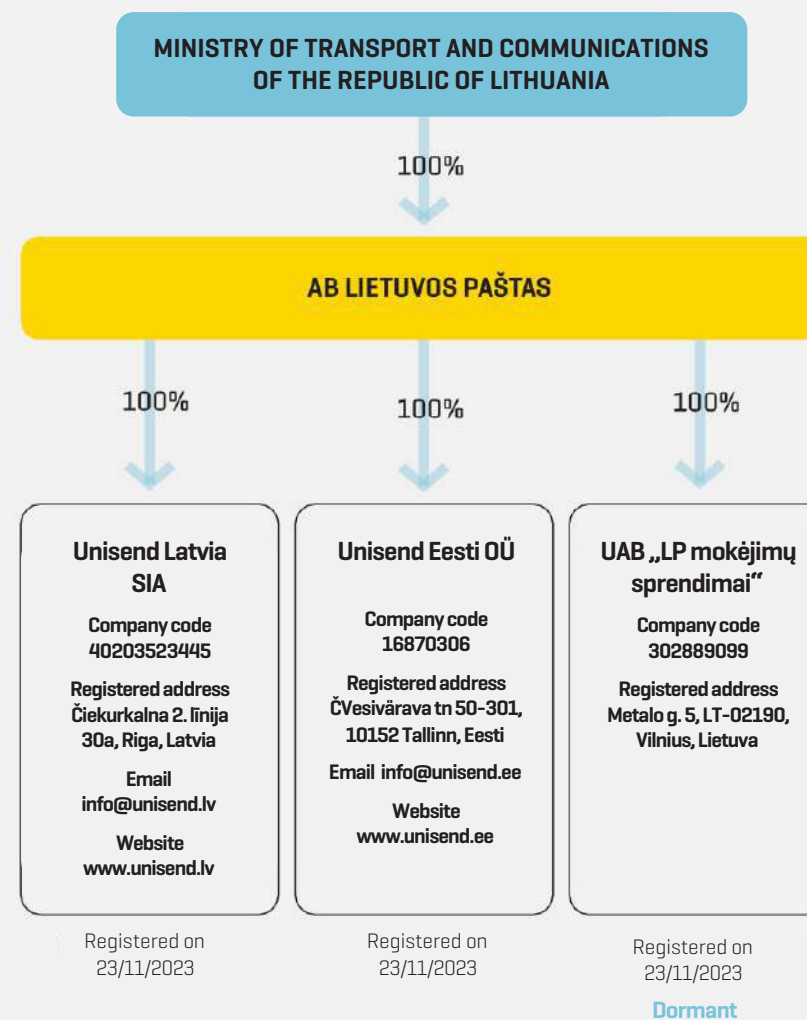 MINISTRY OF TRANSPORT AND COMMUNICATIONS
OF THE REPUBLIC OF LITHUANIA
100%
AB LIETUVOS PAŠTAS
100%
100%
100%
Unisend Latvia
SIA
Company code
40203523445
Registered address
Čiekurkalna 2. līnija
30a, Riga, Latvia
Email
info@unisend.lv
Website
www.unisend.lv
Registered on
23/11/2023
Unisend Eesti OÜ
Company code
16870306
Registered address
ČVesivärava tn 50-301,
10152 Tallinn, Eesti
Email info@unisend.ee
Website
www.unisend.ee
Registered on
23/11/2023
UAB „LP mokėjimų
sprendimai“
Company code
302889099
Registered address
Metalo g. 5, LT-02190,
Vilnius, Lietuva
Registered on
23/11/2023
Dormant